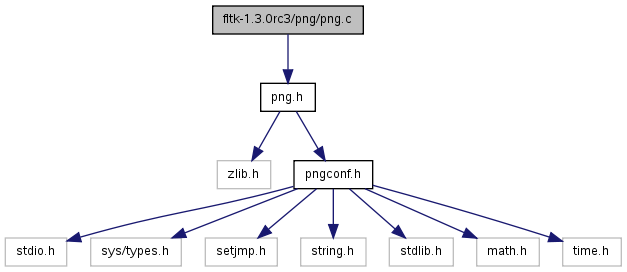 fltk-1.3.0rc3/png/png.c
png.h
zlib.h
pngconf.h
stdio.h
sys/types.h
setjmp.h
string.h
stdlib.h
math.h
time.h